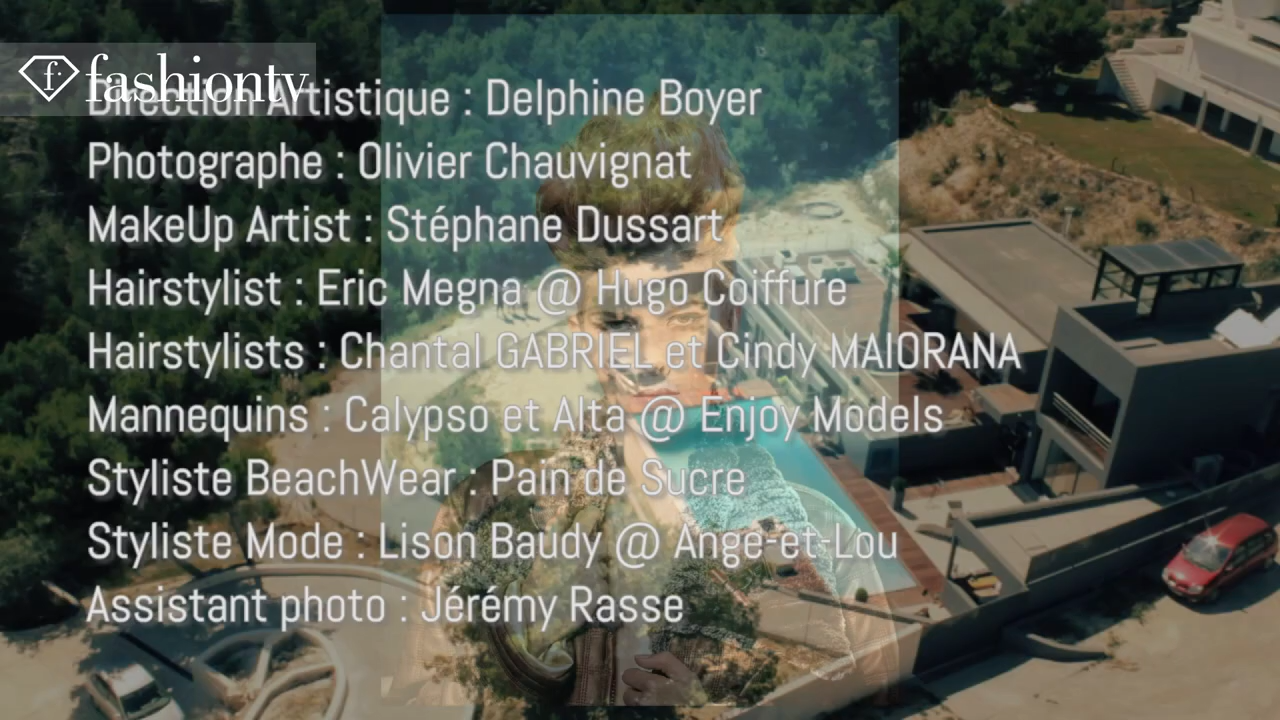 fashiontv
Direction Artistique : Delphine Boyer
Photographe : Olivier Chauvignat
MakeUp Artist : Stéphane Dussart
Hairstylist : Eric Megna @ Hugo Coiffure
Hairstylists : Chantal GABRIEL et Cindy MAIORANA
Mannequins : Calypso et Alta @ Enjoy Models
Styliste BeachWear : Pain de Sucre
Styliste Mode : Lison Baudy @ Ange-et-Lou
Assistant photo : Jérémy Rasse